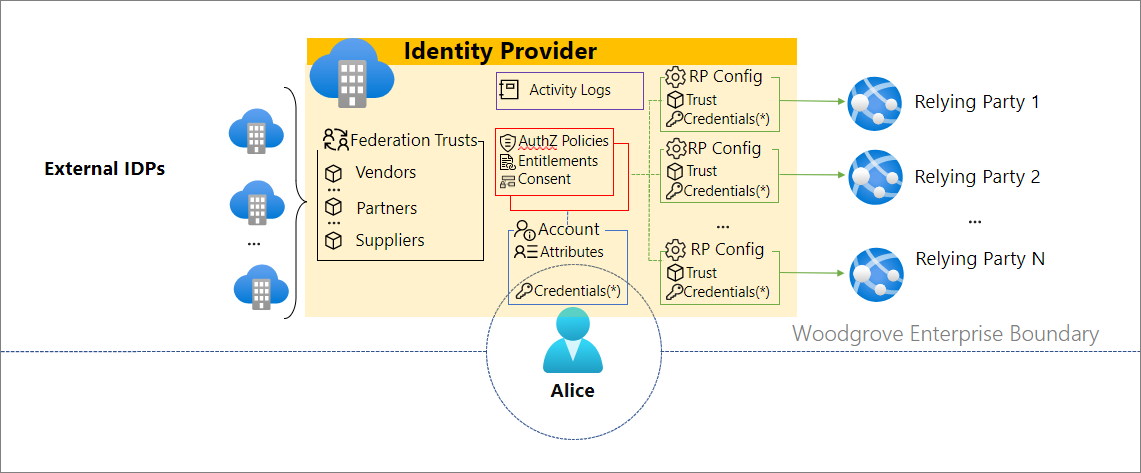 Identity Provider
External IDPs
...
Federation Trusts
Vendors
...
Partners
...
Suppliers
Activity Logs
AuthZ Policies
Entitlements
Consent
Account
Attributes
Credentials(*)
RP Config
Trust
Credentials(*)
RP Config
Trust
Credentials(*)
...
RP Config
Trust
Credentials(*)
Relying Party 1
Relying Party 2
...
Relying Party N
Woodgrove Enterprise Boundary
Alice